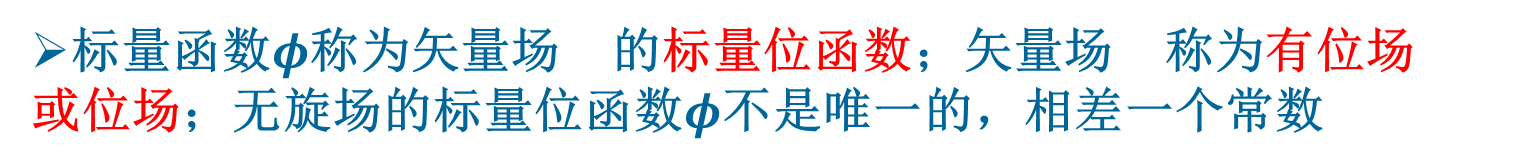 ➢标量函数ϕ称为矢量场 的标量位函数；矢量场 称为有位场
或位场；无旋场的标量位函数ϕ不是唯一的，相差一个常数